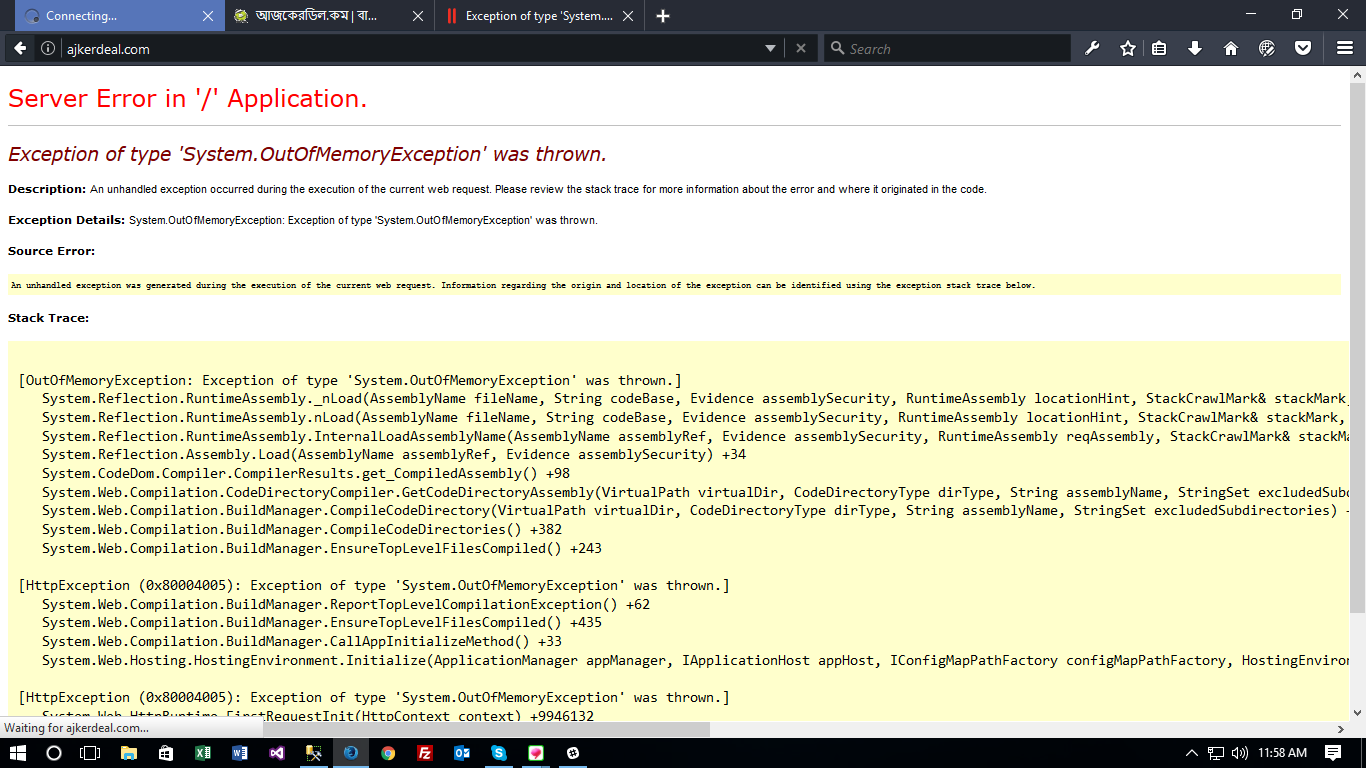 Connecting...
আজকেরডিল.কম | বা...
Exception of type 'System....
ajkerdeal.com
Search
Server Error in '/' Application.
Exception of type 'System.OutOfMemoryException' was thrown.
Description: An unhandled exception occurred during the execution of the current web request. Please review the stack trace for more information about the error and where it originated in the code.
Exception Details: System.OutOfMemoryException: Exception of type 'System.OutOfMemoryException' was thrown.
Source Error:
An unhandled exception was generated during the execution of the current web request. Information regarding the origin and location of the exception can be identified using the exception stack trace below.
Stack Trace:
[OutOfMemoryException: Exception of type 'System.OutOfMemoryException' was thrown.]
System.Reflection.RuntimeAssembly._nLoad(AssemblyName fileName, String codeBase, Evidence assemblySecurity, RuntimeAssembly locationHint, StackCrawlMark& stackMark,
System.Reflection.RuntimeAssembly.nLoad(AssemblyName fileName, String codeBase, Evidence assemblySecurity, RuntimeAssembly locationHint, StackCrawlMark& stackMark,
System.Reflection.RuntimeAssembly.InternalLoadAssemblyName(AssemblyName assemblyRef, Evidence assemblySecurity, RuntimeAssembly reqAssembly, StackCrawlMark& stackMa
System.Reflection.Assembly.Load(AssemblyName assemblyRef, Evidence assemblySecurity) +34
System.CodeDom.Compiler.CompilerResults.get_CompiledAssembly() +98
System.Web.Compilation.CodeDirectoryCompiler.GetCodeDirectoryAssembly(VirtualPath virtualDir, CodeDirectoryType dirType, String assemblyName, StringSet excludedSubd
System.Web.Compilation.BuildManager.CompileCodeDirectory(VirtualPath virtualDir, CodeDirectoryType dirType, String assemblyName, StringSet excludedSubdirectories)
System.Web.Compilation.BuildManager.CompileCodeDirectories() +382
System.Web.Compilation.BuildManager.EnsureTopLevelFilesCompiled() +243
[HttpException (0x80004005): Exception of type 'System.OutOfMemoryException' was thrown.]
System.Web.Compilation.BuildManager.ReportTopLevelCompilationException() +62
System.Web.Compilation.BuildManager.EnsureTopLevelFilesCompiled() +435
System.Web.Compilation.BuildManager.CallAppInitializeMethod() +33
System.Web.Hosting.HostingEnvironment.Initialize(ApplicationManager appManager, IApplicationHost appHost, IConfigMapPathFactory configMapPathFactory, HostingEnviron
[HttpException (0x80004005): Exception of type 'System.OutOfMemoryException' was thrown.]
System.Web.HttpRuntime.FirstRequestInit(HttpContext context) +9946132
Waiting for ajkerdeal.com...
11:58 AM